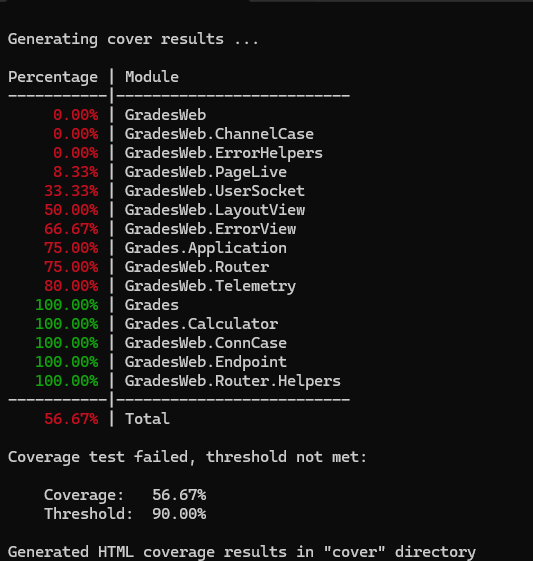 Generating cover results ...
Percentage | Module
-----------|--------------------------
0.00% | GradesWeb
0.00% | GradesWeb.ChannelCase
0.00% | GradesWeb.ErrorHelpers
8.33% | GradesWeb.PageLive
33.33% | GradesWeb.UserSocket
50.00% | GradesWeb.LayoutView
66.67% | GradesWeb.ErrorView
75.00% | Grades.Application
75.00% | GradesWeb.Router
80.00% | GradesWeb.Telemetry
100.00% | Grades
100.00% | Grades.Calculator
100.00% | GradesWeb.ConnCase
100.00% | GradesWeb.Endpoint
100.00% | GradesWeb.Router.Helpers
-----------|--------------------------
56.67% | Total
Coverage test failed, threshold not met:
Coverage: 56.67%
Threshold: 90.00%
Generated HTML coverage results in "cover" directory